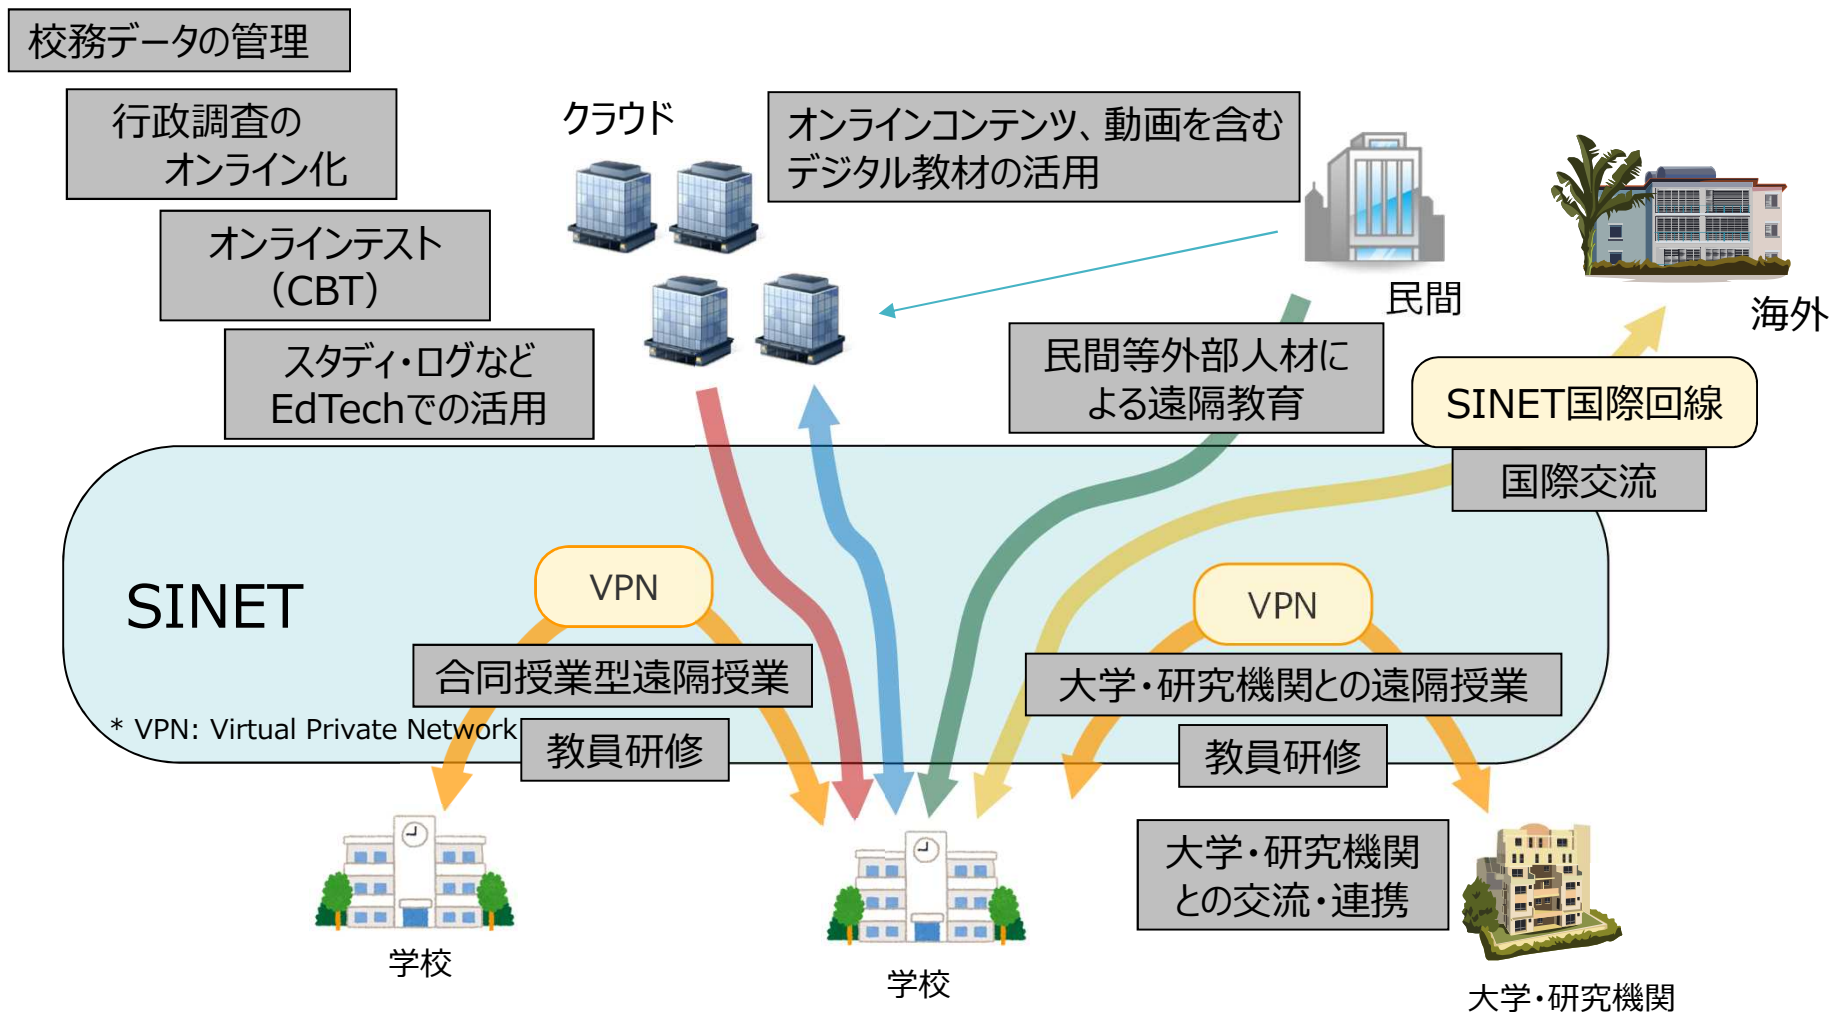 校務データの管理
行政調査の
オンライン化
オンラインテスト
（CBT）
スタディ・ログなど
EdTechでの活用
クラウド
オンラインコンテンツ、動画を含む
デジタル教材の活用
民間
海外
民間等外部人材に
よる遠隔教育
SINET国際回線
国際交流
SINET
VPN
VPN
合同授業型遠隔授業
大学・研究機関との遠隔授業
* VPN: Virtual Private Network
教員研修
教員研修
大学・研究機関
との交流・連携
学校
学校
大学・研究機関